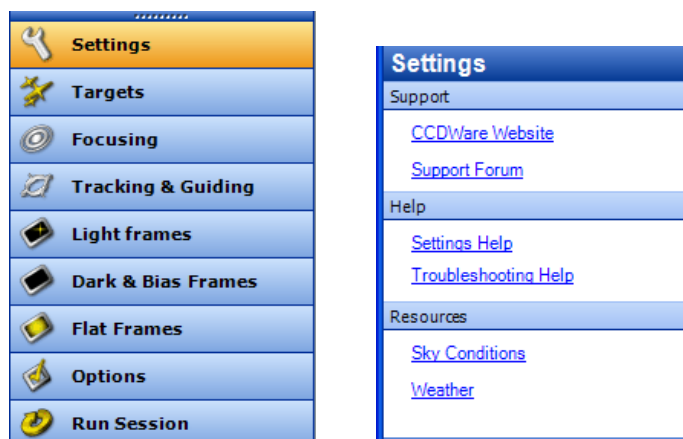 Settings
Targets
Focusing
Tracking & Guiding
Light frames
Dark & Bias Frames
Flat Frames
Options
Run Session
Settings
Support
CCDWare Website
Support Forum
Help
Settings Help
Troubleshooting Help
Resources
Sky Conditions
Weather